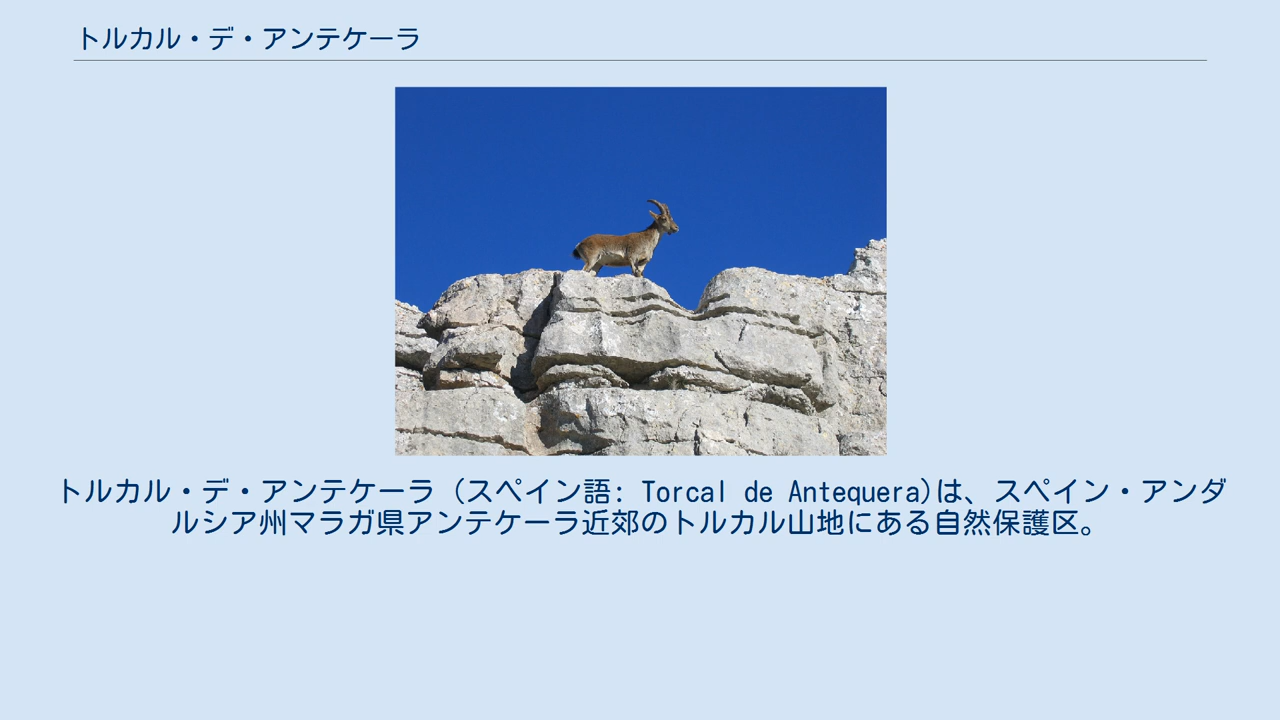 トルカル・デ・アンテケーラ
トルカル・デ・アンテケーラ (スペイン語: Torcal de Antequera)は、スペイン・アンダ
ルシア州マラガ県アンテケーラ近郊のトルカル山地にある自然保護区。